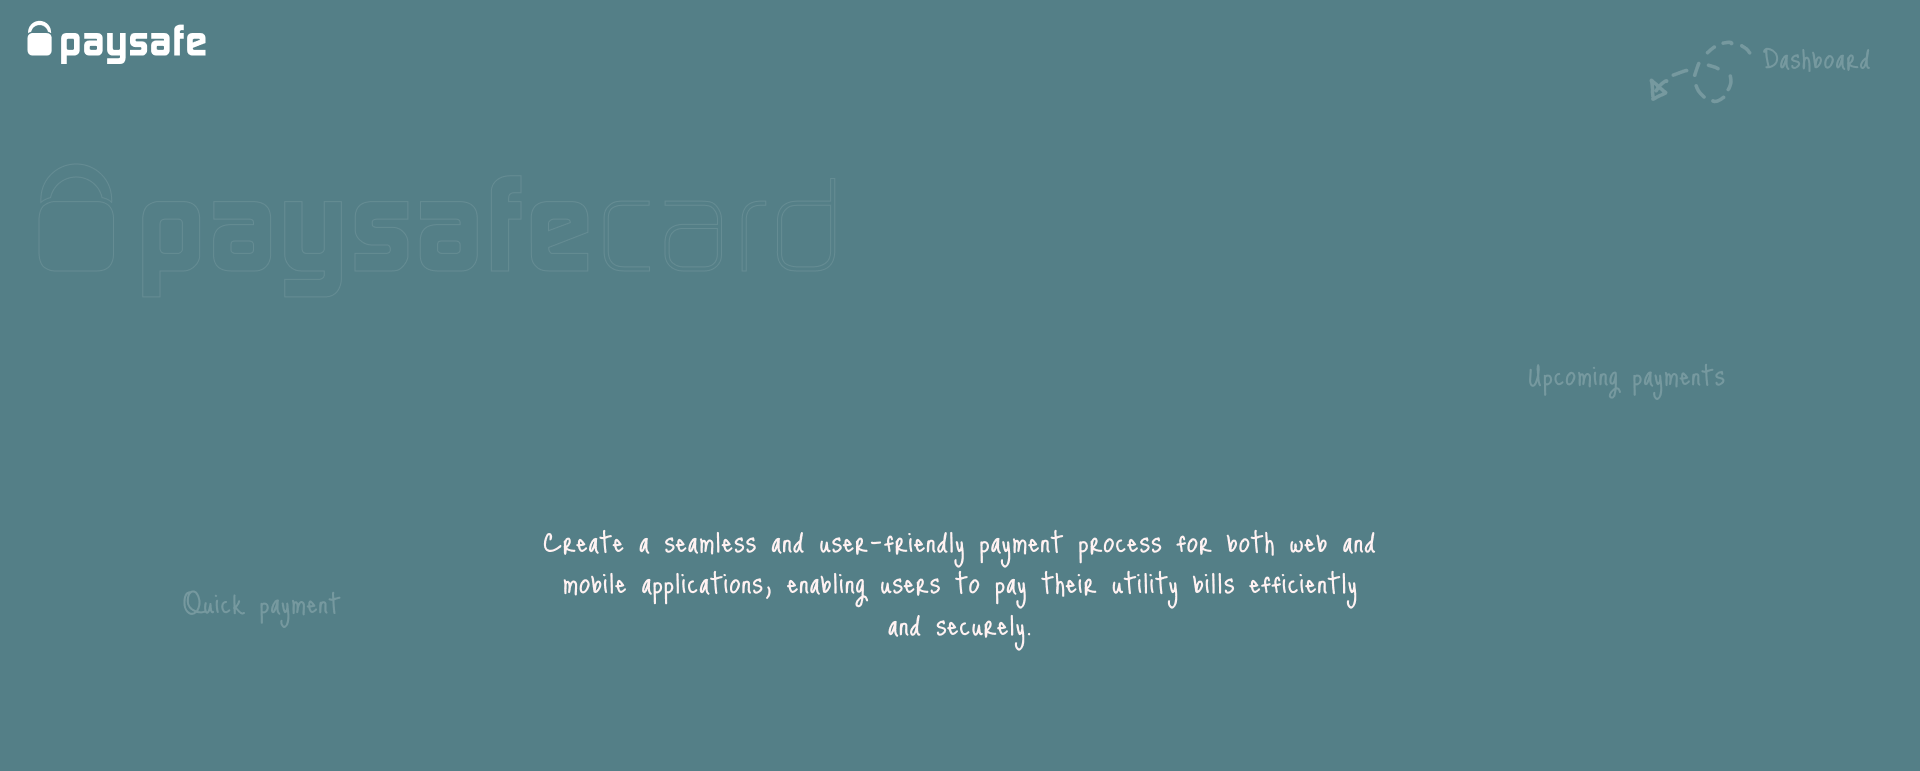 paysafe
Dashboard
paysafecard
Upcoming payments
Create a seamless and user-friendly payment process for both web and
mobile applications, enabling users to pay their utility bills efficiently
and securely.
Quick payment